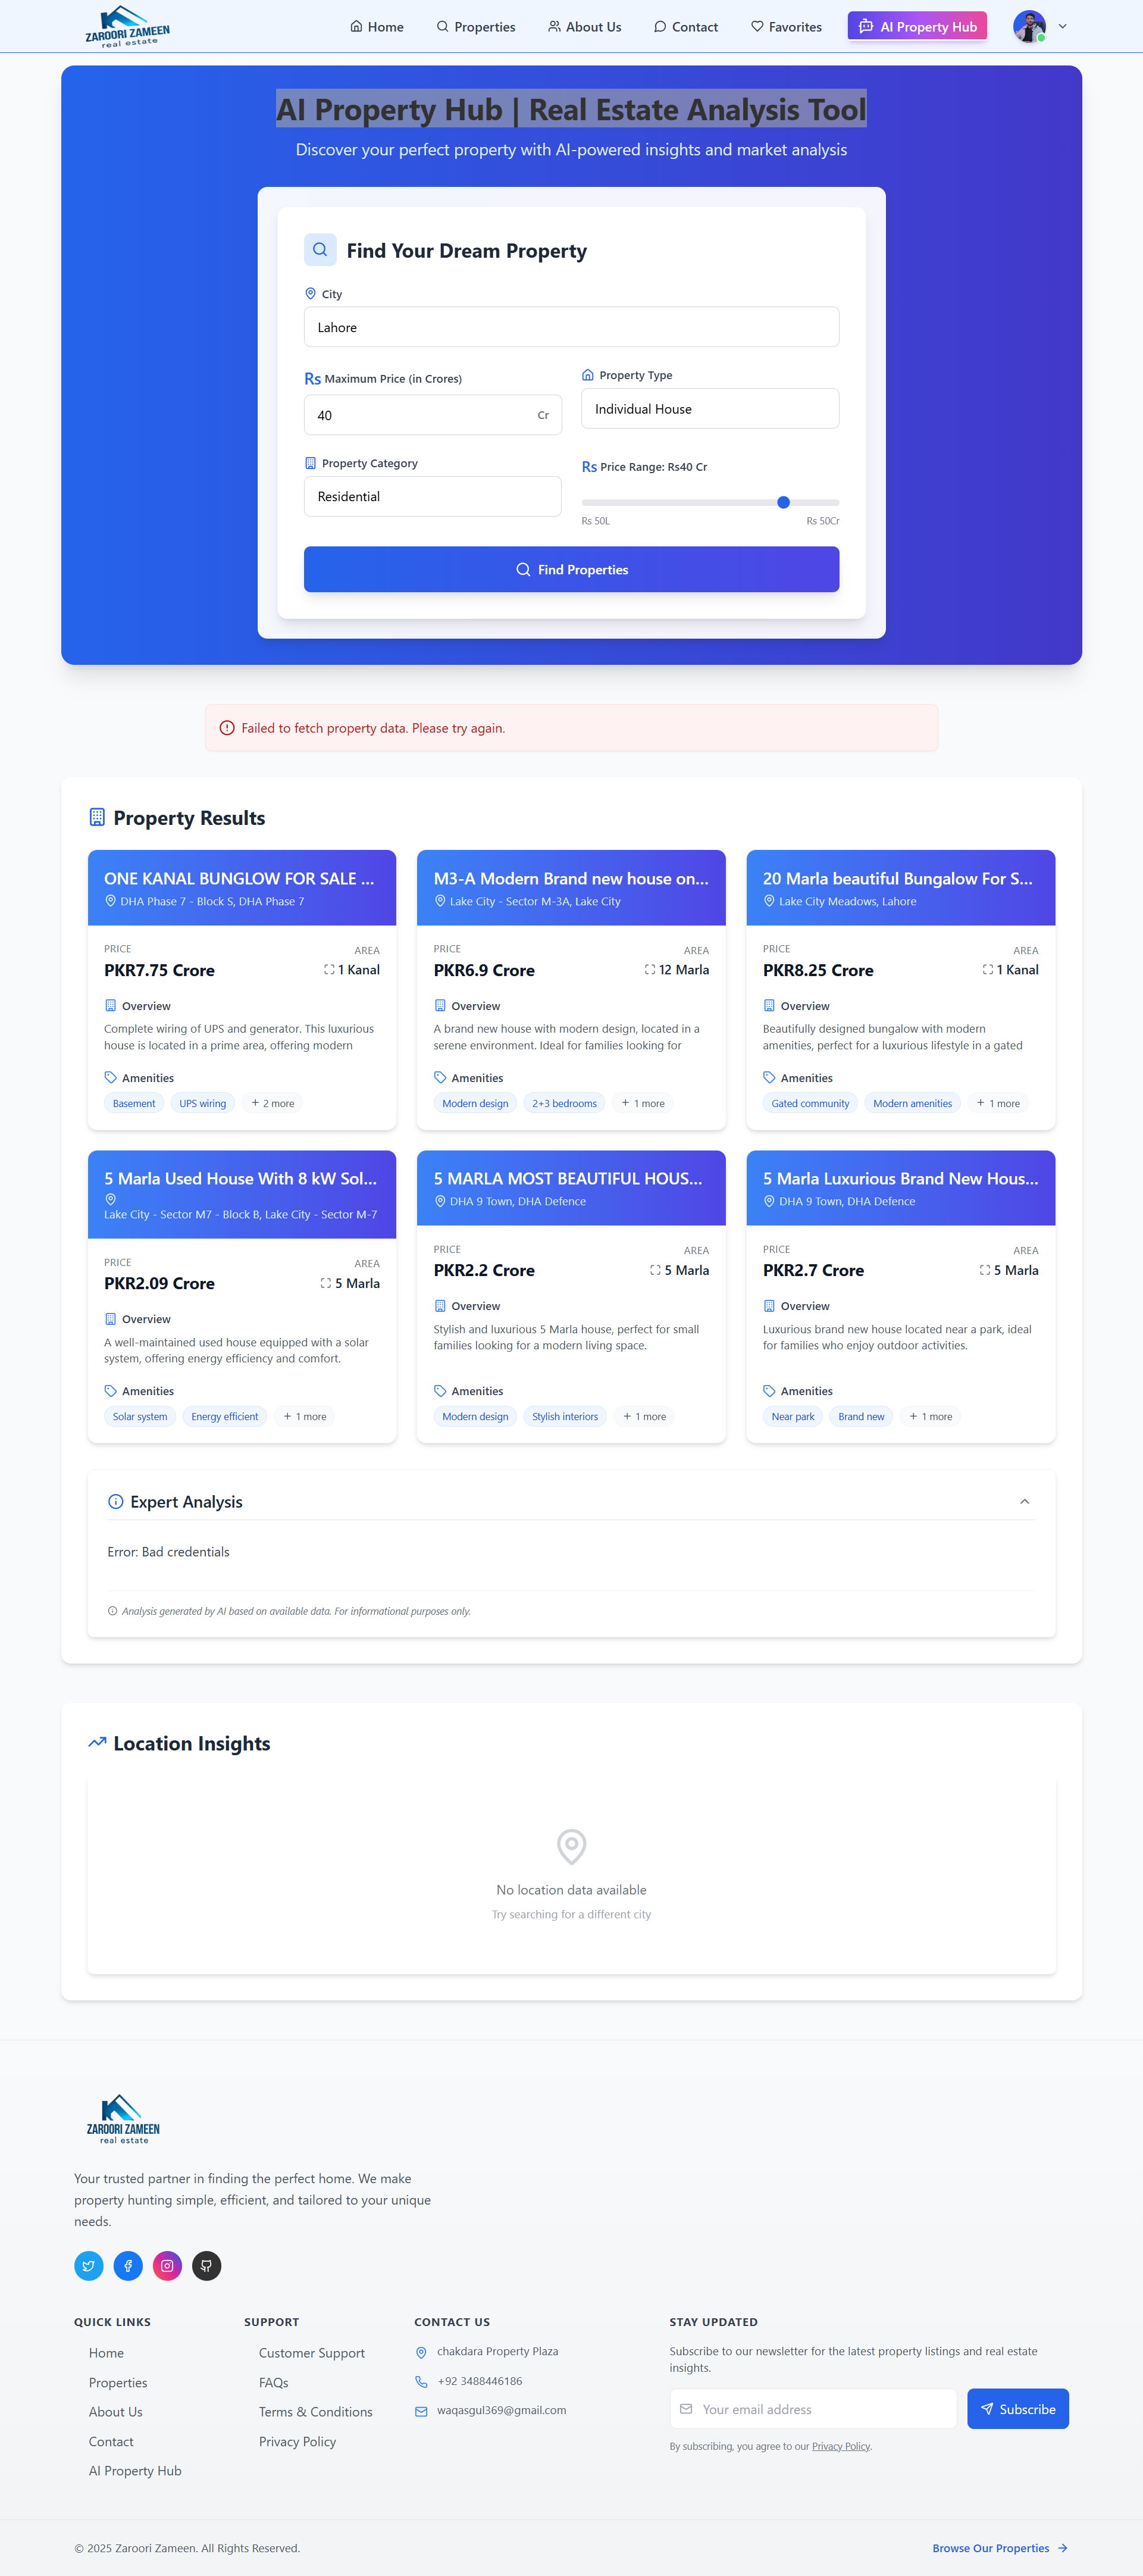 ZAROORI ZAMEEN
real estate
Home
Properties
About Us
Contact
Favorites
AI Property Hub
AI Property Hub | Real Estate Analysis Tool
Discover your perfect property with AI-powered insights and market analysis
Find Your Dream Property
City
Lahore
Rs Maximum Price (in Crores)
40
Cr
Property Type
Individual House
Property Category
Residential
Rs Price Range: Rs40 Cr
Rs 50L
Rs 50Cr
Find Properties
Failed to fetch property data. Please try again.
Property Results
ONE KANAL BUNGLOW FOR SALE ...
DHA Phase 7 - Block S, DHA Phase 7
PRICE
AREA
PKR7.75 Crore
1 Kanal
Overview
Complete wiring of UPS and generator. This luxurious
house is located in a prime area, offering modern
Amenities
Basement
UPS wiring
+ 2 more
M3-A Modern Brand new house on...
Lake City - Sector M-3A, Lake City
PRICE
AREA
PKR6.9 Crore
12 Marla
Overview
A brand new house with modern design, located in a
serene environment. Ideal for families looking for
Amenities
Modern design
2+3 bedrooms
+ 1 more
20 Marla beautiful Bungalow For S...
Lake City Meadows, Lahore
PRICE
AREA
PKR8.25 Crore
1 Kanal
Overview
Beautifully designed bungalow with modern
amenities, perfect for a luxurious lifestyle in a gated
Amenities
Gated community
Modern amenities
+ 1 more
5 Marla Used House With 8 kW Sol...
Lake City - Sector M7 - Block B, Lake City - Sector M-7
PRICE
AREA
PKR2.09 Crore
5 Marla
Overview
A well-maintained used house equipped with a solar
system, offering energy efficiency and comfort.
Amenities
Solar system
Energy efficient
+ 1 more
5 MARLA MOST BEAUTIFUL HOUS...
DHA 9 Town, DHA Defence
PRICE
AREA
PKR2.2 Crore
5 Marla
Overview
Stylish and luxurious 5 Marla house, perfect for small
families looking for a modern living space.
Amenities
Modern design
Stylish interiors
+ 1 more
5 Marla Luxurious Brand New Hous...
DHA 9 Town, DHA Defence
PRICE
AREA
PKR2.7 Crore
5 Marla
Overview
Luxurious brand new house located near a park, ideal
for families who enjoy outdoor activities.
Amenities
Near park
Brand new
+ 1 more
Expert Analysis
Error: Bad credentials
Analysis generated by AI based on available data. For informational purposes only.
Location Insights
No location data available
Try searching for a different city
ZAROORI ZAMEEN
real estate
Your trusted partner in finding the perfect home. We make
property hunting simple, efficient, and tailored to your unique
needs.
QUICK LINKS
Home
Properties
About Us
Contact
AI Property Hub
SUPPORT
Customer Support
FAQs
Terms & Conditions
Privacy Policy
CONTACT US
chakdara Property Plaza
+92 3488446186
waqasgul369@gmail.com
STAY UPDATED
Subscribe to our newsletter for the latest property listings and real estate
insights.
Your email address
Subscribe
By subscribing, you agree to our Privacy Policy.
© 2025 Zaroori Zameen. All Rights Reserved.
Browse Our Properties